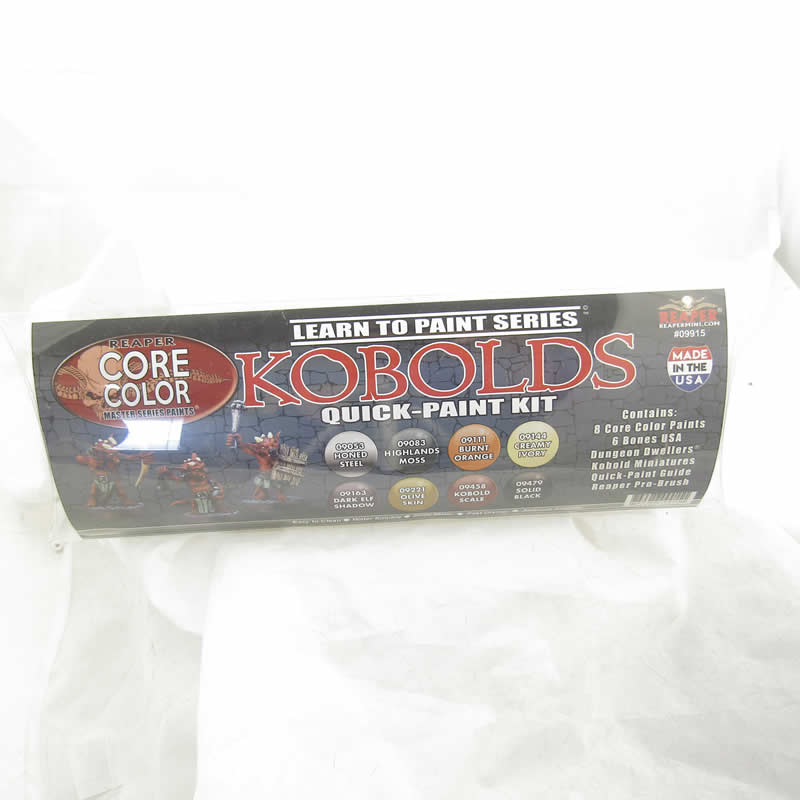 LEARN TO PAINT SERIES
KOBOLDS
QUICK-PAINT KIT
REAPER
CORE
COLOR
MASTER SERIES PAINTS
REAPER
REAPERMINI.COM
#09915
MADE
IN THE
USA
09053
HONED
STEEL
09083
HIGHLANDS
MOSS
09111
BURNT
ORANGE
09144
CREAMY
IVORY
09163
DARK ELF
SHADOW
09221
OLIVE
SKIN
09458
KOBOLD
SCALE
09479
SOLID
BLACK
Contains:
8 Core Color Paints
6 Bones USA
Dungeon Dwellers
Kobold Miniatures
Quick-Paint Guide
Reaper Pro-Brush
Easy to Clean